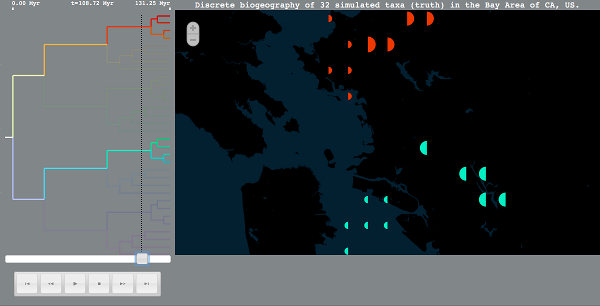 0.00 Myr t=108.72 Myr 131.25 Myr
Discrete biogeography of 32 simulated taxa (truth) in the Bay Area of CA, US.